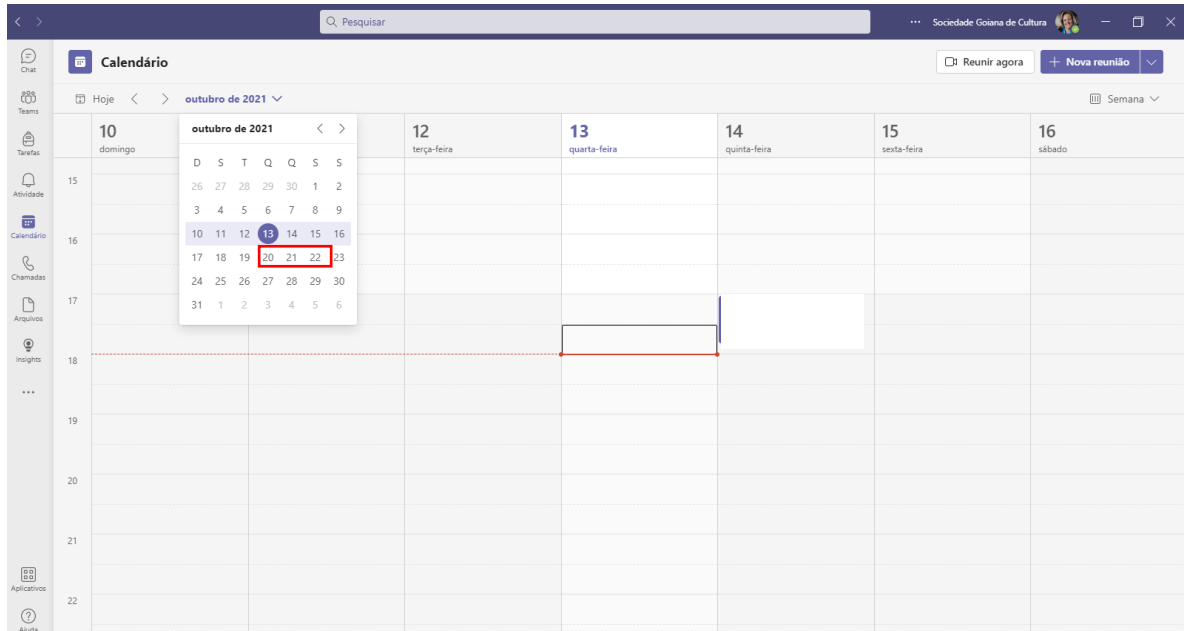 Pesquisar
Sociedade Goiana de Cultura
Chat
Teams
Tarefas
Atividade
Calendário
Chamadas
Arquivos
Insights
Aplicativos
Ajuda
Calendário
Reunir agora
Nova reunião
Hoje
outubro de 2021
Semana
10 domingo
12 terça-feira
13 quarta-feira
14 quinta-feira
15 sexta-feira
16 sábado
outubro de 2021
D S T Q Q S S
26 27 28 29 30 1 2
3 4 5 6 7 8 9
10 11 12 13 14 15 16
17 18 19 20 21 22 23
24 25 26 27 28 29 30
31 1 2 3 4 5 6
15
16
17
18
19
20
21
22